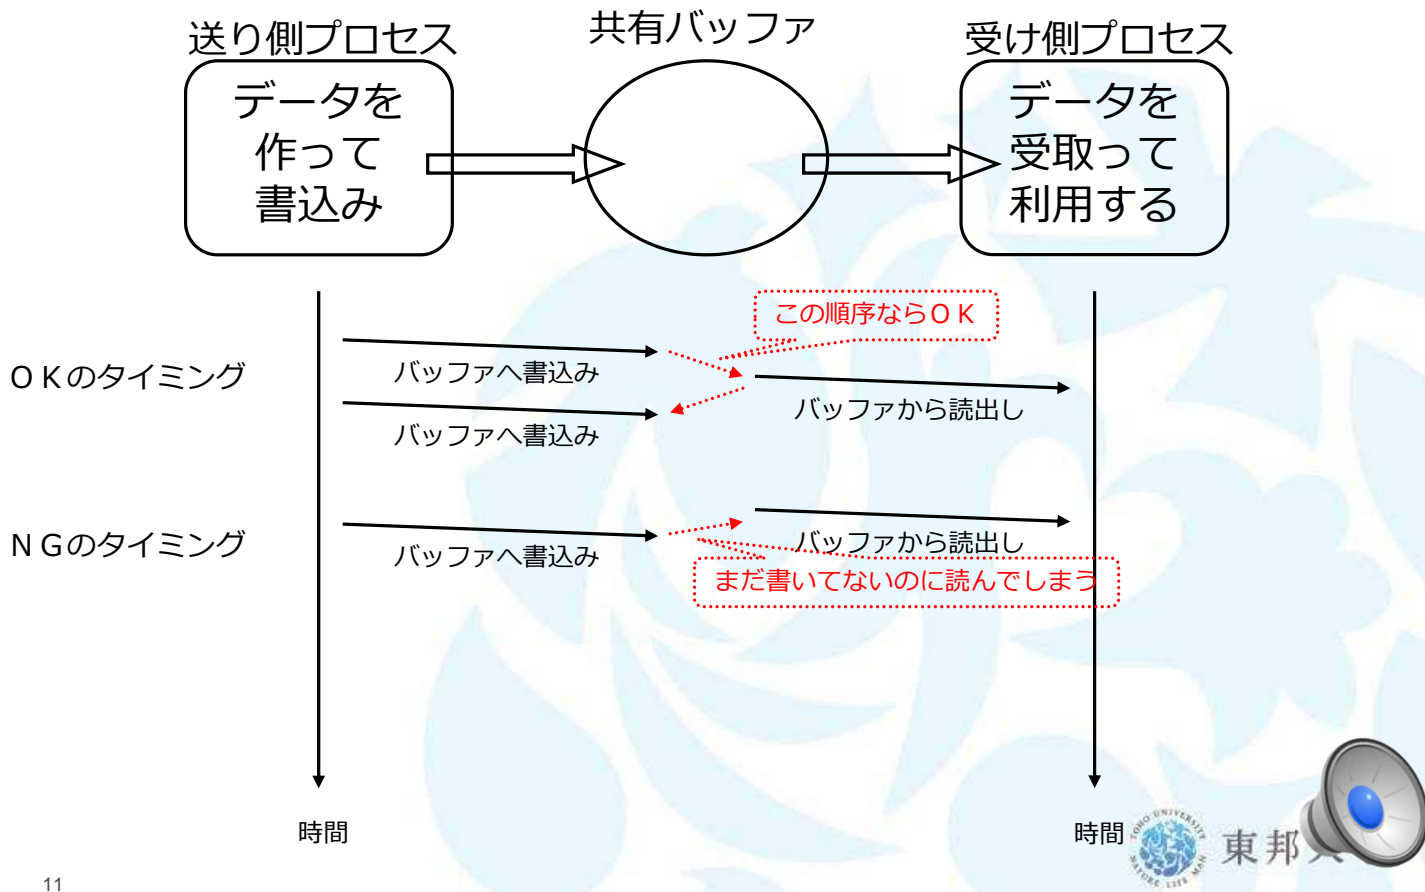 送り側プロセス
共有バッファ
受け側プロセス
データを
作って
書込み
データを
受取って
利用する
この順序ならＯＫ
ＯＫのタイミング
バッファへ書込み
バッファから読出し
バッファへ書込み
ＮＧのタイミング
バッファへ書込み
バッファから読出し
まだ書いてないのに読んでしまう
時間
時間
TOHO UNIVERSITY
NATURE LIFE MAN
東邦
11